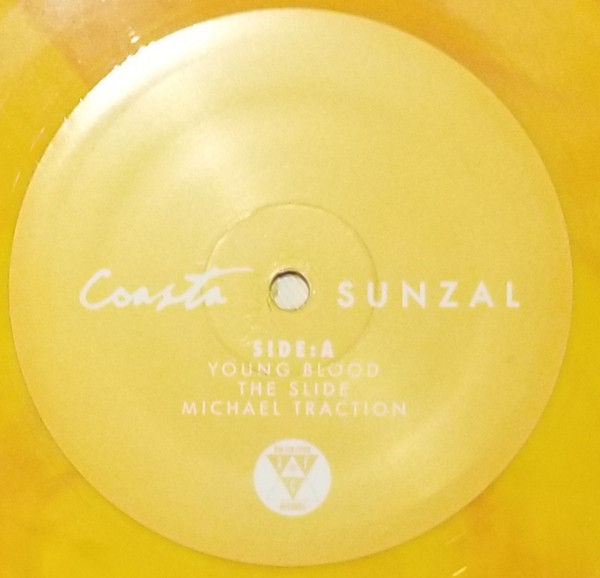 Coasta SUNZAL
SIDE:A
YOUNG BLOOD
THE SLIDE
MICHAEL TRACTION